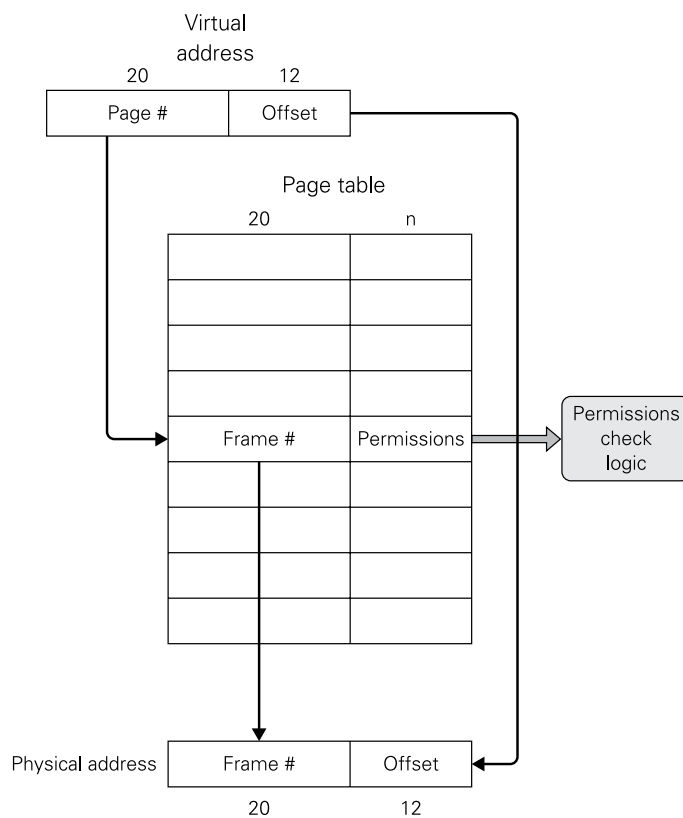 Virtual
address
20 12
Page # Offset
Page table
20 n
Frame # Permissions
Permissions
check
logic
Physical address Frame # Offset
20 12